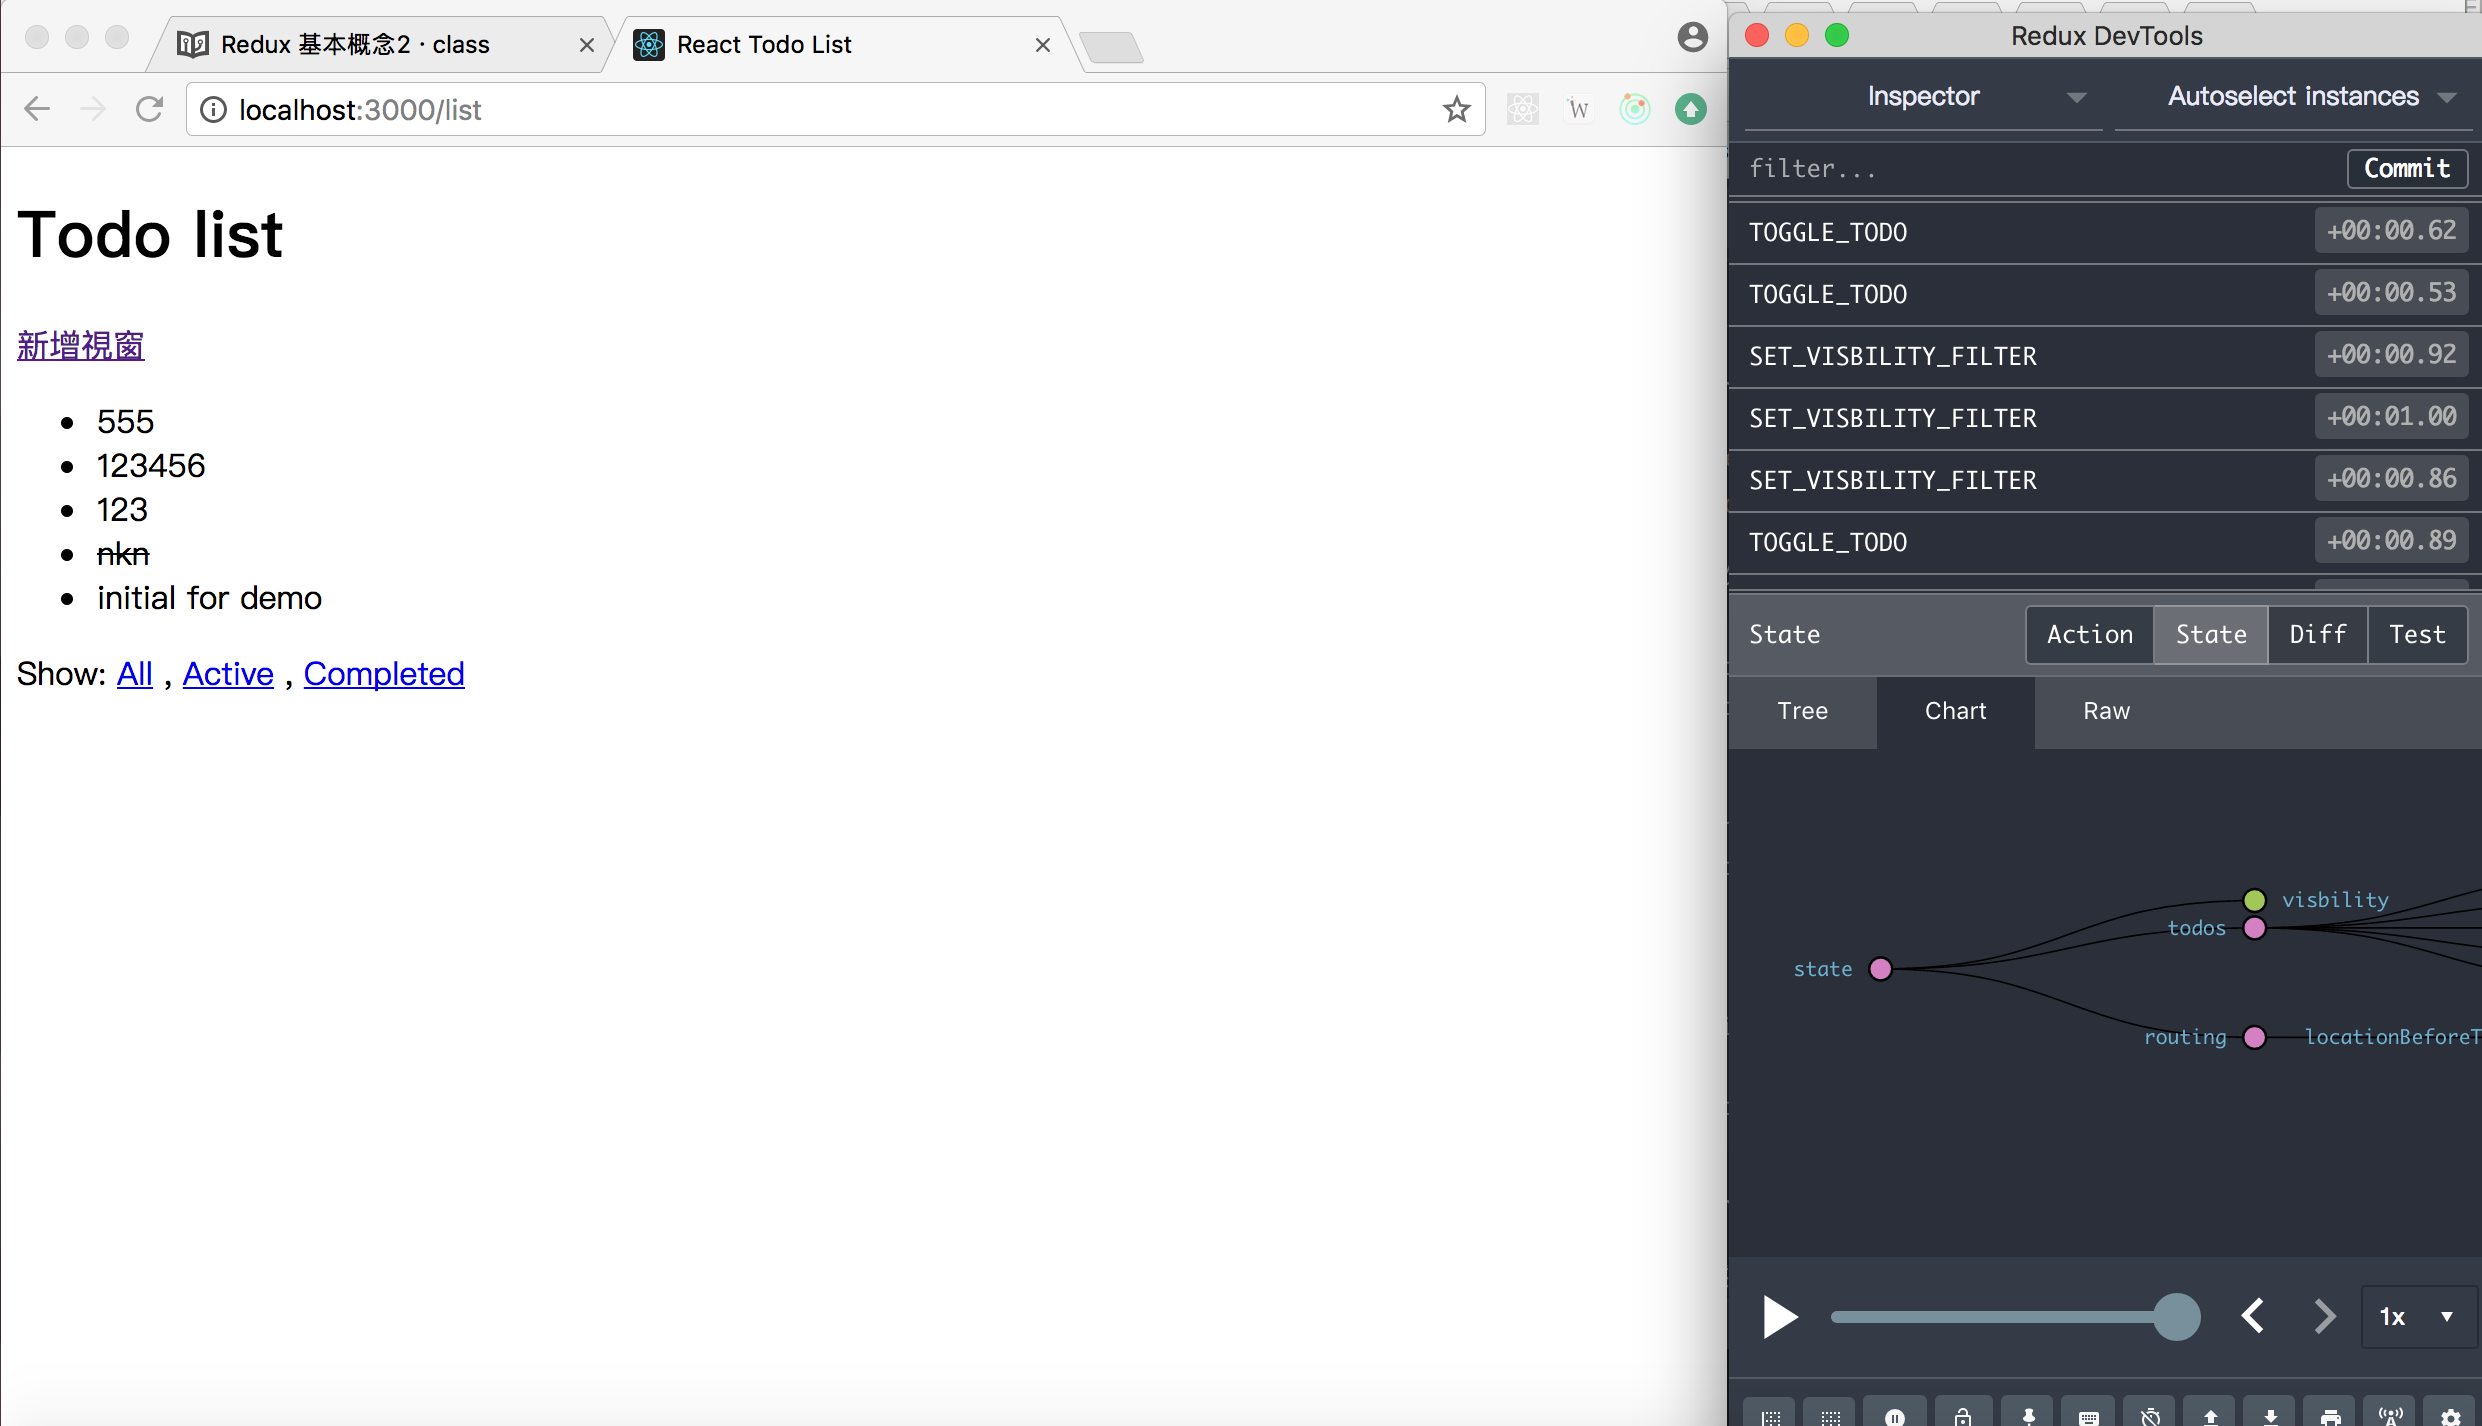 Redux 基本概念2 · class
React Todo List
localhost:3000/list
Todo list
新增視窗
555
123456
123
nkn
initial for demo
Show: All , Active , Completed
Redux DevTools
Inspector
Autoselect instances
filter...
Commit
TOGGLE_TODO
+00:00.62
TOGGLE_TODO
+00:00.53
SET_VISBILITY_FILTER
+00:00.92
SET_VISBILITY_FILTER
+00:01.00
SET_VISBILITY_FILTER
+00:00.86
TOGGLE_TODO
+00:00.89
State
Action
State
Diff
Test
Tree
Chart
Raw
visbility
todos
state
routing
locationBeforeT
1x